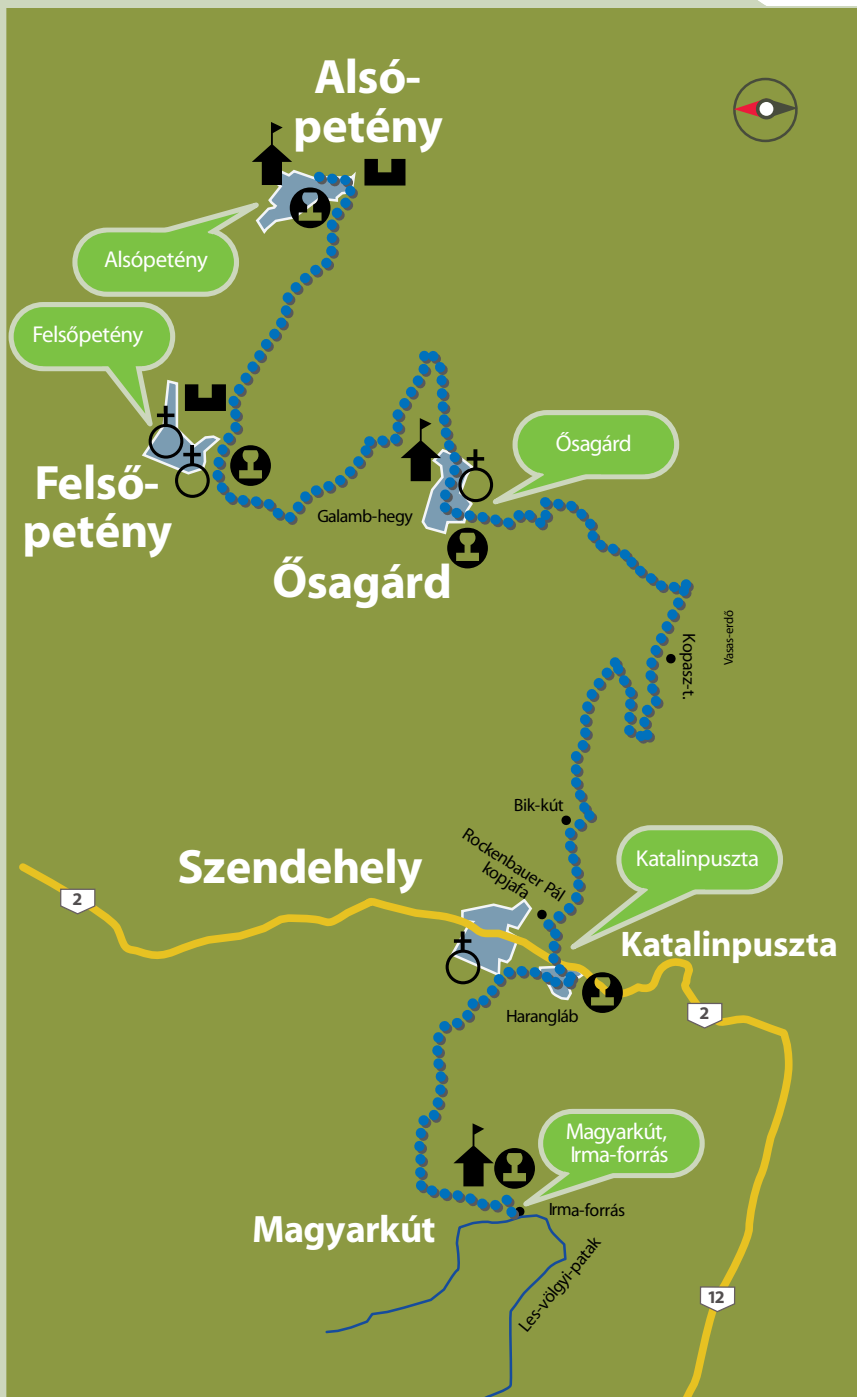 Alsó-
petény
Alsópetény
Felsőpetény
Felső-
petény
Ősagárd
Galamb-hegy
Ősagárd
Vasas-erdő
Kopasz-t.
Bik-kút
Rockenbauer Pál
kopjafa
Szendehely
Katalinpuszta
2
Katalinpuszta
Harangláb
2
Magyarkút,
Irma-forrás
Irma-forrás
Magyarkút
Les-völgyi-patak
12